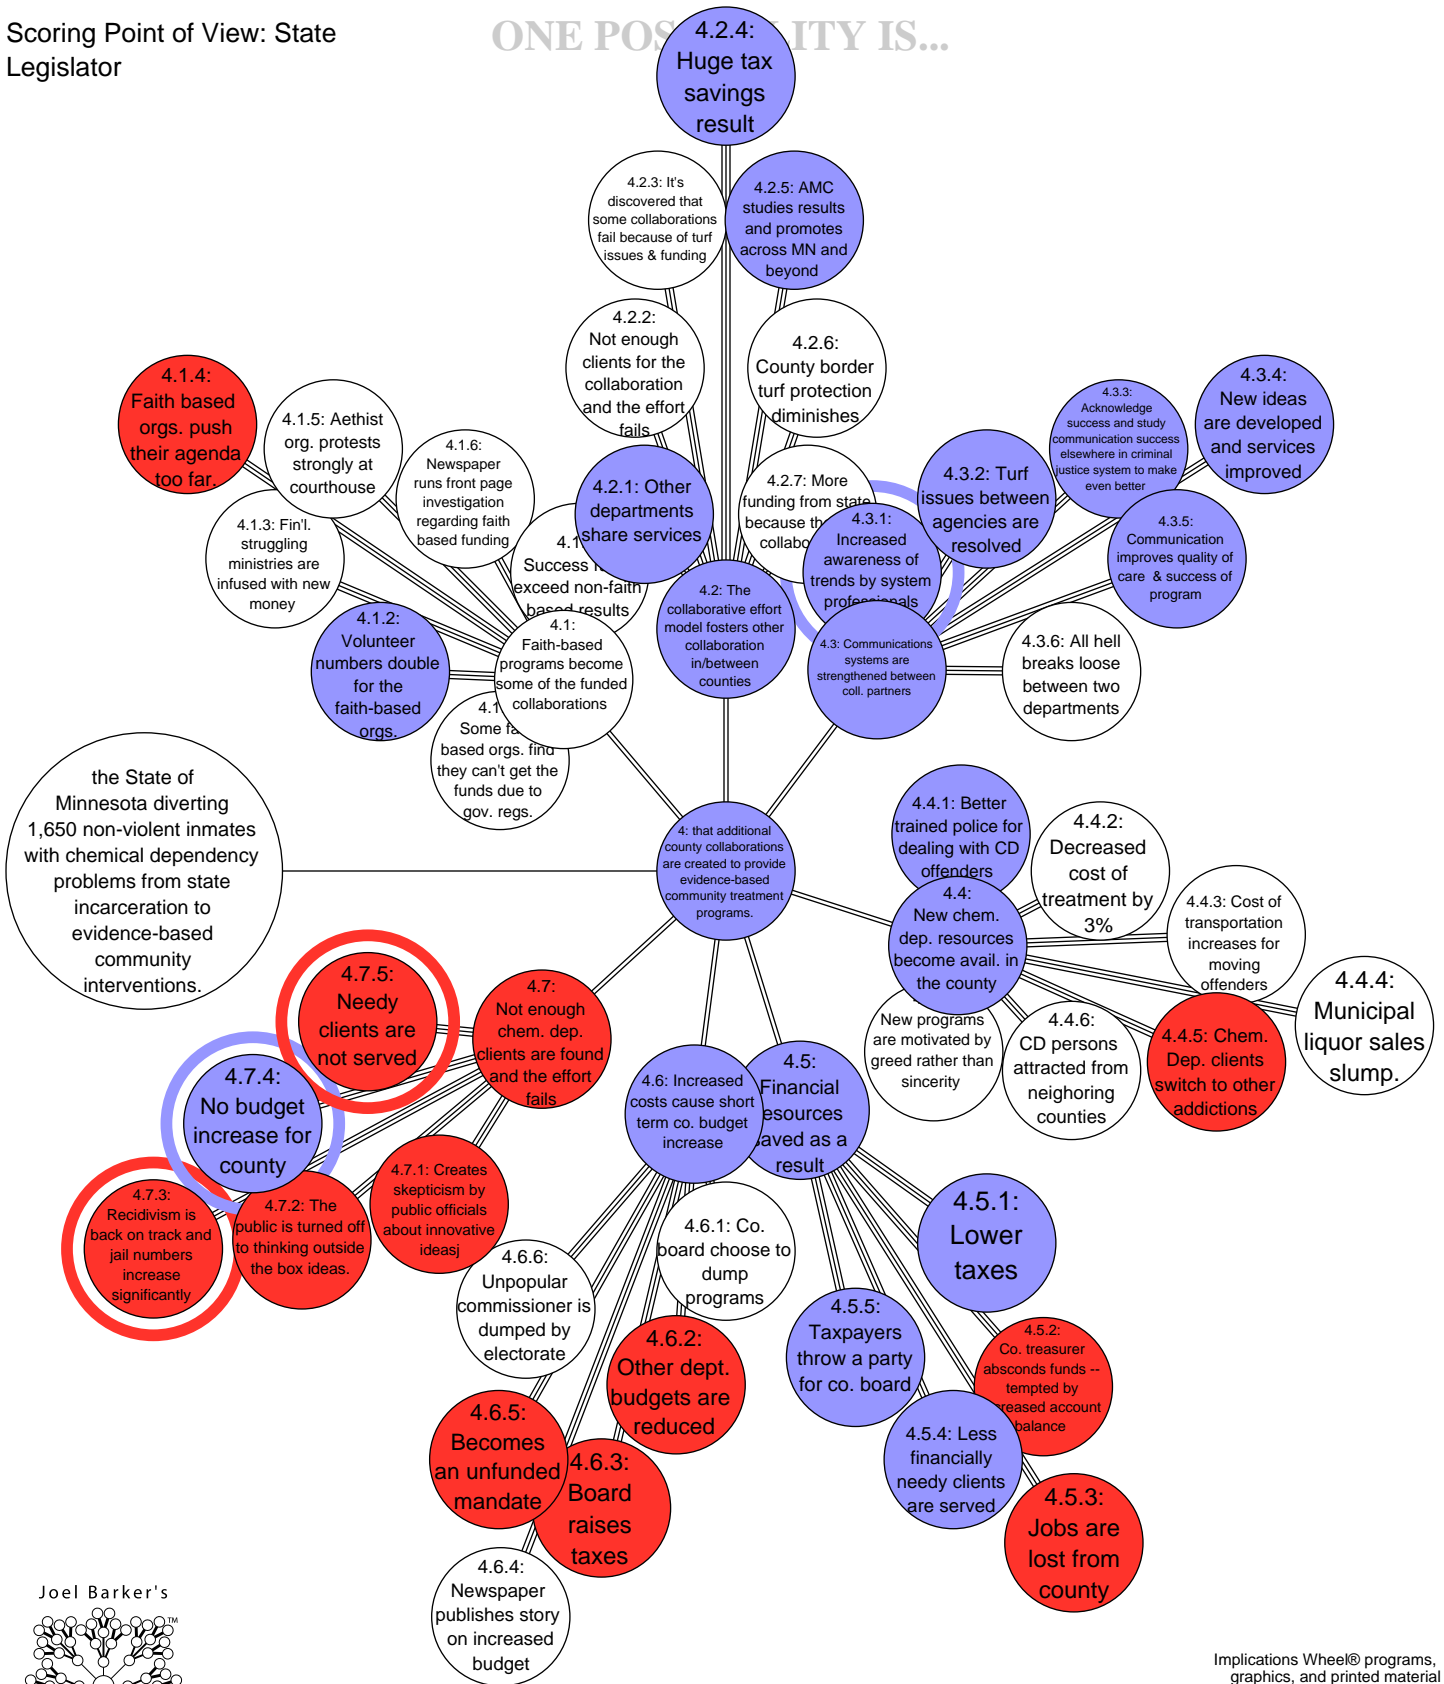 Scoring Point of View: State
Legislator
ONE POS
ITY IS...
4.2.4:
Huge tax
savings
result
4.2.3: It's
discovered that
some collaborations
fail because of turf
issues & funding
4.2.5: AMC
studies results
and promotes
across MN and
beyond
4.2.2:
Not enough
clients for the
collaboration
and the effort
fails
4.2.6:
County border
turf protection
diminishes
4.1.4:
Faith based
orgs. push
their agenda
too far.
4.1.5: Aethist
org. protests
strongly at
courthouse
4.1.6:
Newspaper
runs front page
investigation
regarding faith
based funding
4.1.3: Fin'l.
struggling
ministries are
infused with new
money
4.1
Success
exceed non-faith
based results
4.2.1: Other
departments
share services
4.2.7: More
funding from state
because
collabo
4.3.1:
Increased
awareness of
trends by system
professionals
4.3.2: Turf
issues between
agencies are
resolved
4.3.3:
Acknowledge
success and study
communication success
elsewhere in criminal
justice system to make
even better
4.3.4:
New ideas
are developed
and services
improved
4.3.5:
Communication
improves quality of
care & success of
program
4.1.2:
Volunteer
numbers double
for the
faith-based
orgs.
4.1:
Faith-based
programs become
some of the funded
collaborations
4.2: The
collaborative effort
model fosters other
collaboration
in/between
counties
4.3: Communications
systems are
strengthened between
coll. partners
4.3.6: All hell
breaks loose
between two
departments
4.1
Some
based orgs. find
they can't get the
funds due to
gov. regs.
the State of
Minnesota diverting
1,650 non-violent inmates
with chemical dependency
problems from state
incarceration to
evidence-based
community
interventions.
4: that additional
county collaborations
are created to provide
evidence-based
community treatment
programs.
4.4.1: Better
trained police for
dealing with CD
offenders
4.4.2:
Decreased
cost of
treatment by
3%
4.4.3: Cost of
transportation
increases for
moving
offenders
4.4:
New chem.
dep. resources
become avail. in
the county
4.4.4:
Municipal
liquor sales
slump.
New programs
are motivated by
greed rather than
sincerity
4.4.6:
CD persons
attracted from
neighoring
counties
4.4.5: Chem.
Dep. clients
switch to other
addictions
4.7.5:
Needy
clients are
not served
4.7:
Not enough
chem. dep.
clients are found
and the effort
fails
4.7.4:
No budget
increase for
county
4.6: Increased
costs cause short
term co. budget
increase
4.5:
Financial
esources
saved as a
result
4.7.3:
Recidivism is
back on track and
jail numbers
increase
significantly
4.7.2: The
public is turned off
to thinking outside
the box ideas.
4.7.1: Creates
skepticism by
public officials
about innovative
ideasj
4.6.6:
Unpopular
commissioner is
dumped by
electorate
4.6.1: Co.
board choose to
dump
programs
4.5.1:
Lower
taxes
4.5.5:
Taxpayers
throw a party
for co. board
4.5.2:
Co. treasurer
absconds funds --
tempted by
creased account
balance
4.6.2:
Other dept.
budgets are
reduced
4.6.5:
Becomes
an unfunded
mandate
4.6.3:
Board
raises
taxes
4.5.4: Less
financially
needy clients
are served
4.5.3:
Jobs are
lost from
county
4.6.4:
Newspaper
publishes story
on increased
budget
Joel Barker's
TM
Implications Wheel® programs,
graphics, and printed material